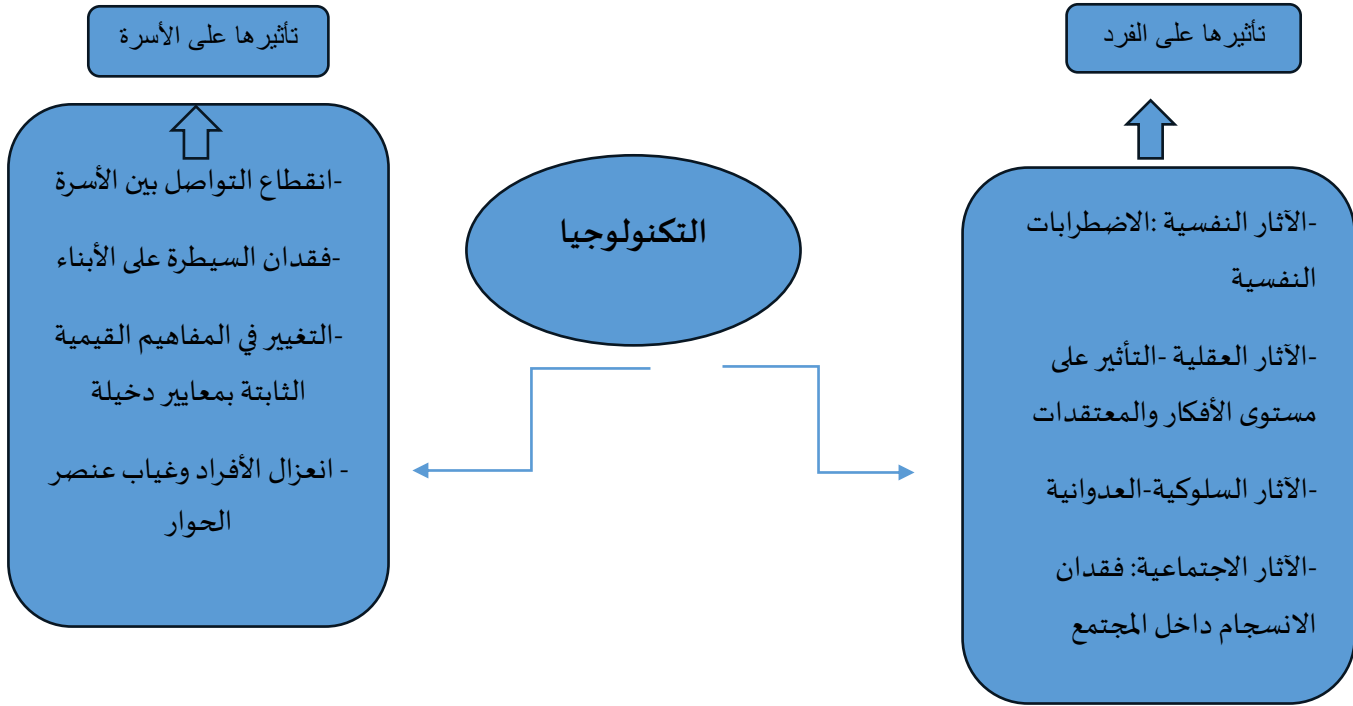 تأثيرها على الفرد
تأثيرها على الأسرة
التكنولوجيا
-الآثار النفسية :الاضطرابات
النفسية
-الآثار العقلية -التأثير على
مستوى الأفكار والمعتقدات
-الآثار السلوكية-العدوانية
-الآثار الاجتماعية: فقدان
الانسجام داخل المجتمع
-انقطاع التواصل بين الأسرة
-فقدان السيطرة على الأبناء
-التغيير في المفاهيم القيمية
الثابتة بمعايير دخيلة
- انعزال الأفراد وغياب عنصر
الحوار